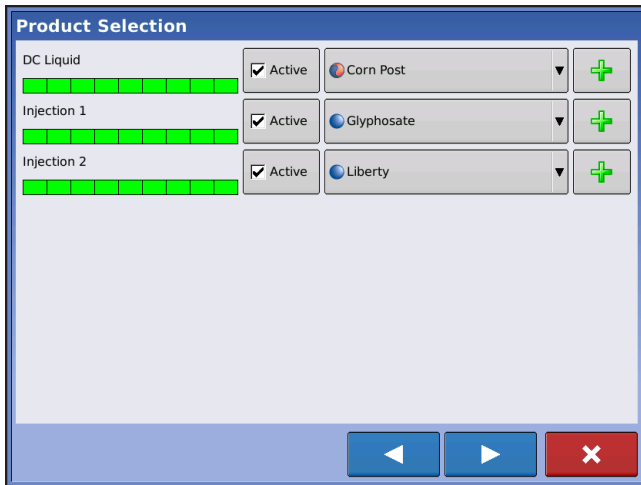 Product Selection
DC Liquid
Active
Corn Post
Injection 1
Active
Glyphosate
Injection 2
Active
Liberty